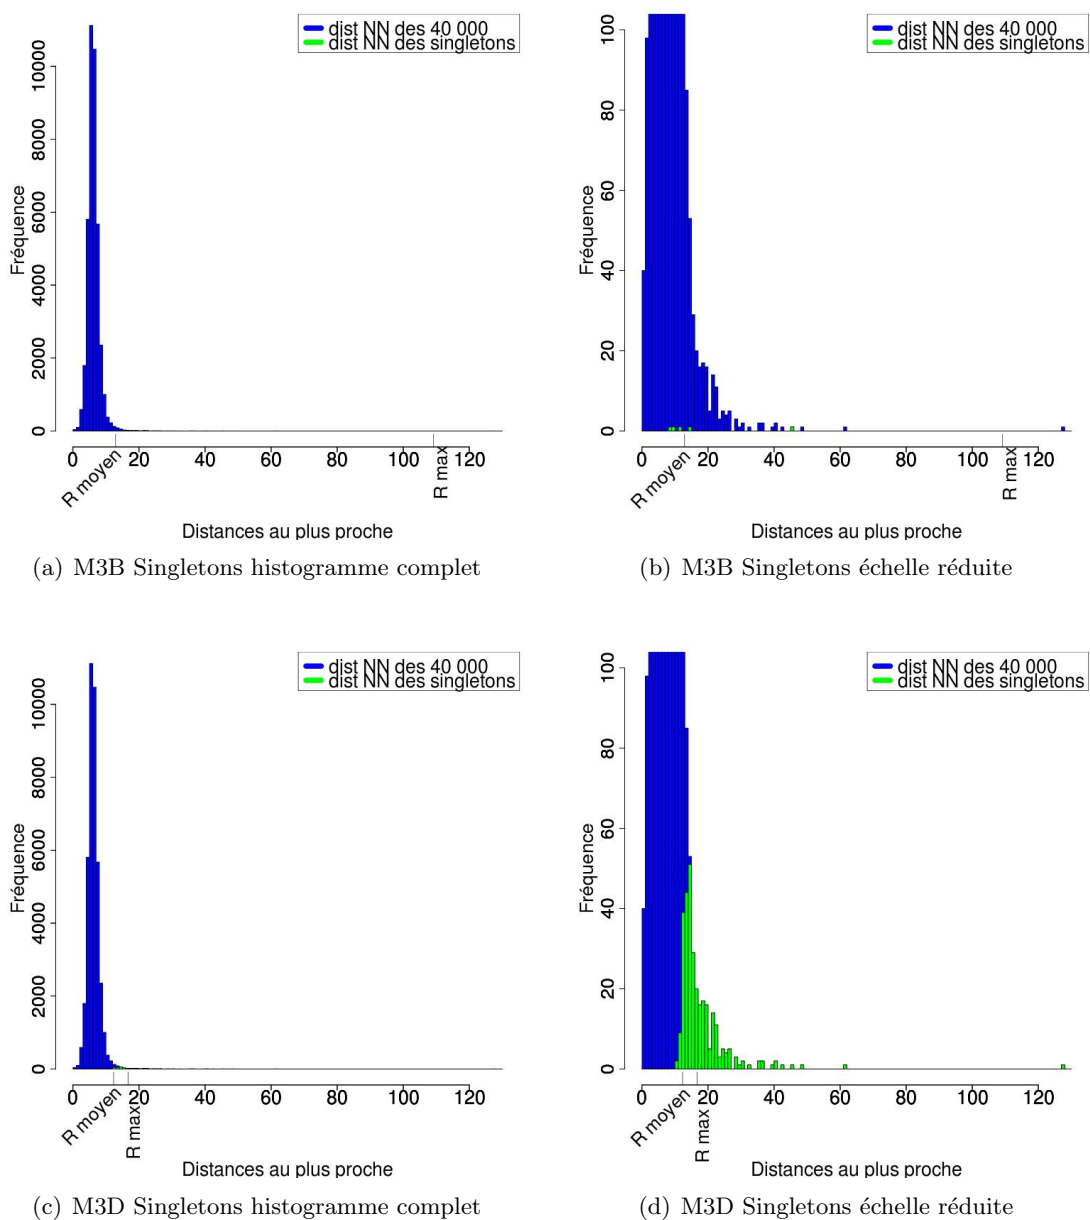 dist NN des 40 000
dist NN des singletons
Fréquence
0 2000 4000 6000 8000 10000
0 20 40 60 80 100 120
R moyen
R max
Distances au plus proche
(a) M3B Singletons histogramme complet
dist NN des 40 000
dist NN des singletons
Fréquence
0 20 40 60 80 100
0 20 40 60 80 100 120
R moyen
R max
Distances au plus proche
(b) M3B Singletons échelle réduite
dist NN des 40 000
dist NN des singletons
Fréquence
0 2000 4000 6000 8000 10000
0 20 40 60 80 100 120
R moyen
R max
Distances au plus proche
(c) M3D Singletons histogramme complet
dist NN des 40 000
dist NN des singletons
Fréquence
0 20 40 60 80 100
0 20 40 60 80 100 120
R moyen
R max
Distances au plus proche
(d) M3D Singletons échelle réduite